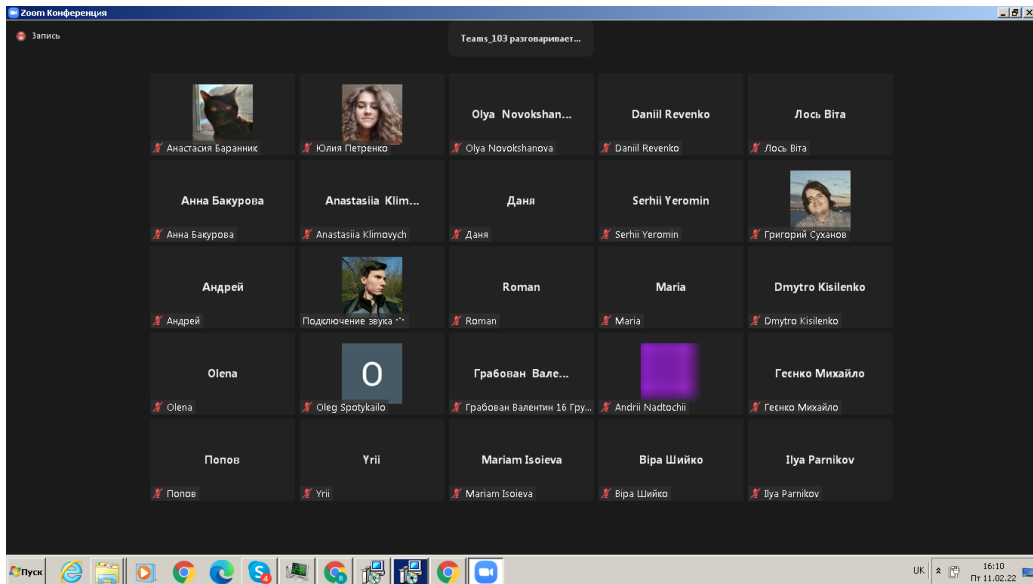 Zoom Конференция
Запись
Teams_103 разговаривает...
Olya Novokshan...
Daniil Revenko
Лось Віта
Анастасия Баранник
Юлия Петренко
Olya Novokshanova
Daniil Revenko
Лось Віта
Анна Бакурова
Anastasiia Klim...
Даня
Serhii Yeromin
Анна Бакурова
Anastasiia Klimovych
Даня
Serhii Yeromin
Григорий Суханов
Андрей
Roman
Maria
Dmytro Kisilenko
Андрей
Подключение звука
Roman
Maria
Dmytro Kisilenko
Olena
O
Грабован Вале...
Геєнко Михайло
Olena
Oleg Spotykailo
Грабован Валентин 16 Гру...
Andrii Nadtochii
Геєнко Михайло
Попов
Yrii
Mariam Isoieva
Віра Шийко
Ilya Parnikov
Попов
Yrii
Mariam Isoieva
Віра Шийко
Ilya Parnikov
Пуск
UK
16:10
Пт 11.02.22